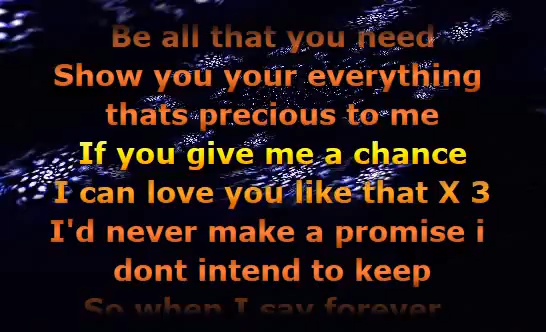 Be all that you need
Show you your everything
thats precious to me
If you give me a chance
I can love you like that X 3
I'd never make a promise i
dont intend to keep
So when I say forever